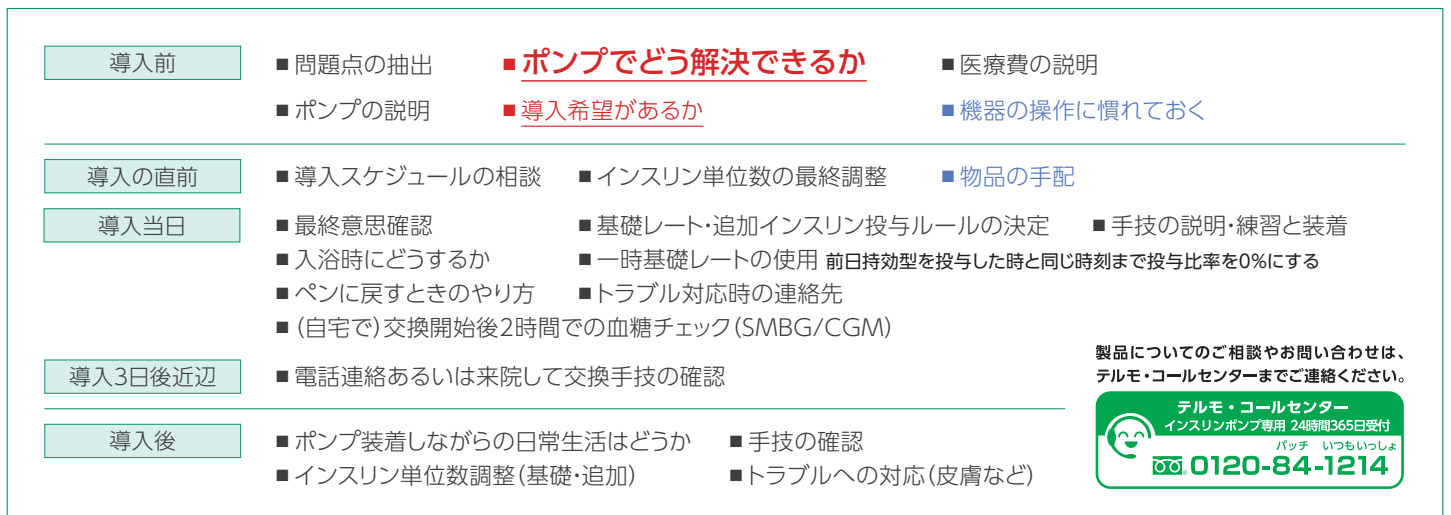 導入前
■問題点の抽出 ■ポンプでどう解決できるか ■医療費の説明
■ポンプの説明 ■導入希望があるか ■機器の操作に慣れておく
導入の直前
■導入スケジュールの相談 ■インスリン単位数の最終調整 ■物品の手配
導入当日
■最終意思確認 ■基礎レート・追加インスリン投与ルールの決定 ■手技の説明・練習と装着
■入浴時にどうするか ■一時基礎レートの使用 前日持効型を投与した時と同じ時刻まで投与比率を0%にする
■ペンに戻すときのやり方 ■トラブル対応時の連絡先
■(自宅で)交換開始後2時間での血糖チェック(SMBG/CGM)
導入3日後近辺
■電話連絡あるいは来院して交換手技の確認
導入後
■ポンプ装着しながらの日常生活はどうか ■手技の確認
■インスリン単位数調整(基礎・追加) ■トラブルへの対応(皮膚など)
製品についてのご相談やお問い合わせは、
テルモ・コールセンターまでご連絡ください。
テルモ・コールセンター
インスリンポンプ専用 24時間365日受付
パッチ いつもいっしょ
0120-84-1214